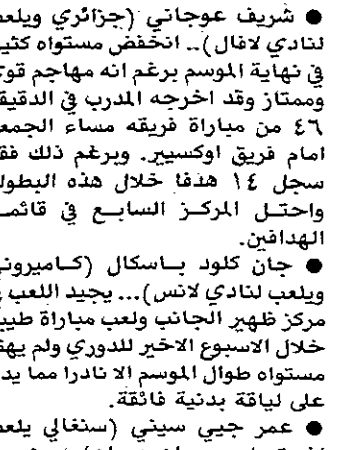 ● شريف عوجاني (جزائري ويلعب
لنادي لافال).. انخفض مستواه كثيرا
في نهاية الموسم برغم انه مهاجم قوي
وممتاز وقد اخرجه المدرب في الدقيقة
٤٦ من مباراة فريقه مساء الجمعة
امام فريق اوكسيير. وبرغم ذلك فقد
سجل ١٤ هدفا خلال هذه البطولة
واحتل المركز السابع في قائمة
الهدافين.
● جان كلود باسكال (كاميروني
ويلعب لنادي لانس)... يجيد اللعب في
مركز ظهير الجانب ولعب مباراة طيبة
خلال الاسبوع الاخير للدوري ولم يهبط
مستواه طوال الموسم الا نادرا مما يدل
على لياقة بدنية فائقة.
● عمر جيي سيني (سنغالي يلعب